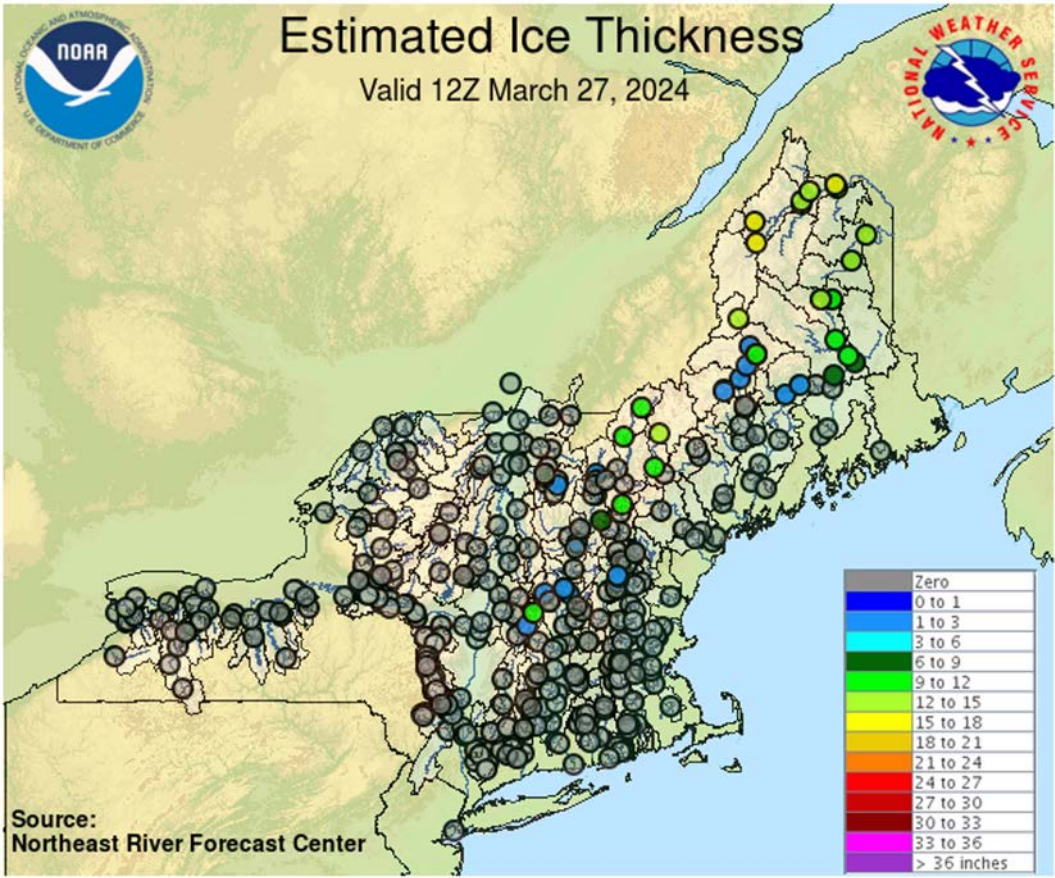 Estimated Ice Thickness
Valid 12Z March 27, 2024
NATIONAL OCEANIC AND ATMOSPHERIC ADMINISTRATION
NOAA
U.S. DEPARTMENT OF COMMERCE
NATIONAL WEATHER SERVICE
Zero
0 to 1
1 to 3
3 to 6
6 to 9
9 to 12
12 to 15
15 to 18
18 to 21
21 to 24
24 to 27
27 to 30
30 to 33
33 to 36
> 36 inches
Source:
Northeast River Forecast Center